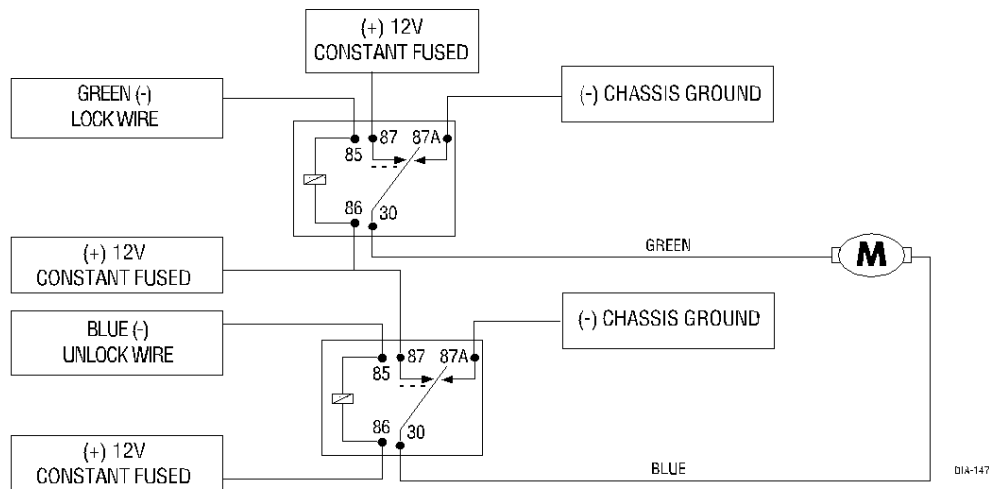 (+) 12V
CONSTANT FUSED
GREEN (-)
LOCK WIRE
(-) CHASSIS GROUND
87 87A
85
86
30
GREEN
M
(+) 12V
CONSTANT FUSED
(-) CHASSIS GROUND
BLUE (-)
UNLOCK WIRE
87 87A
85
86
30
(+) 12V
CONSTANT FUSED
BLUE
DIA-147